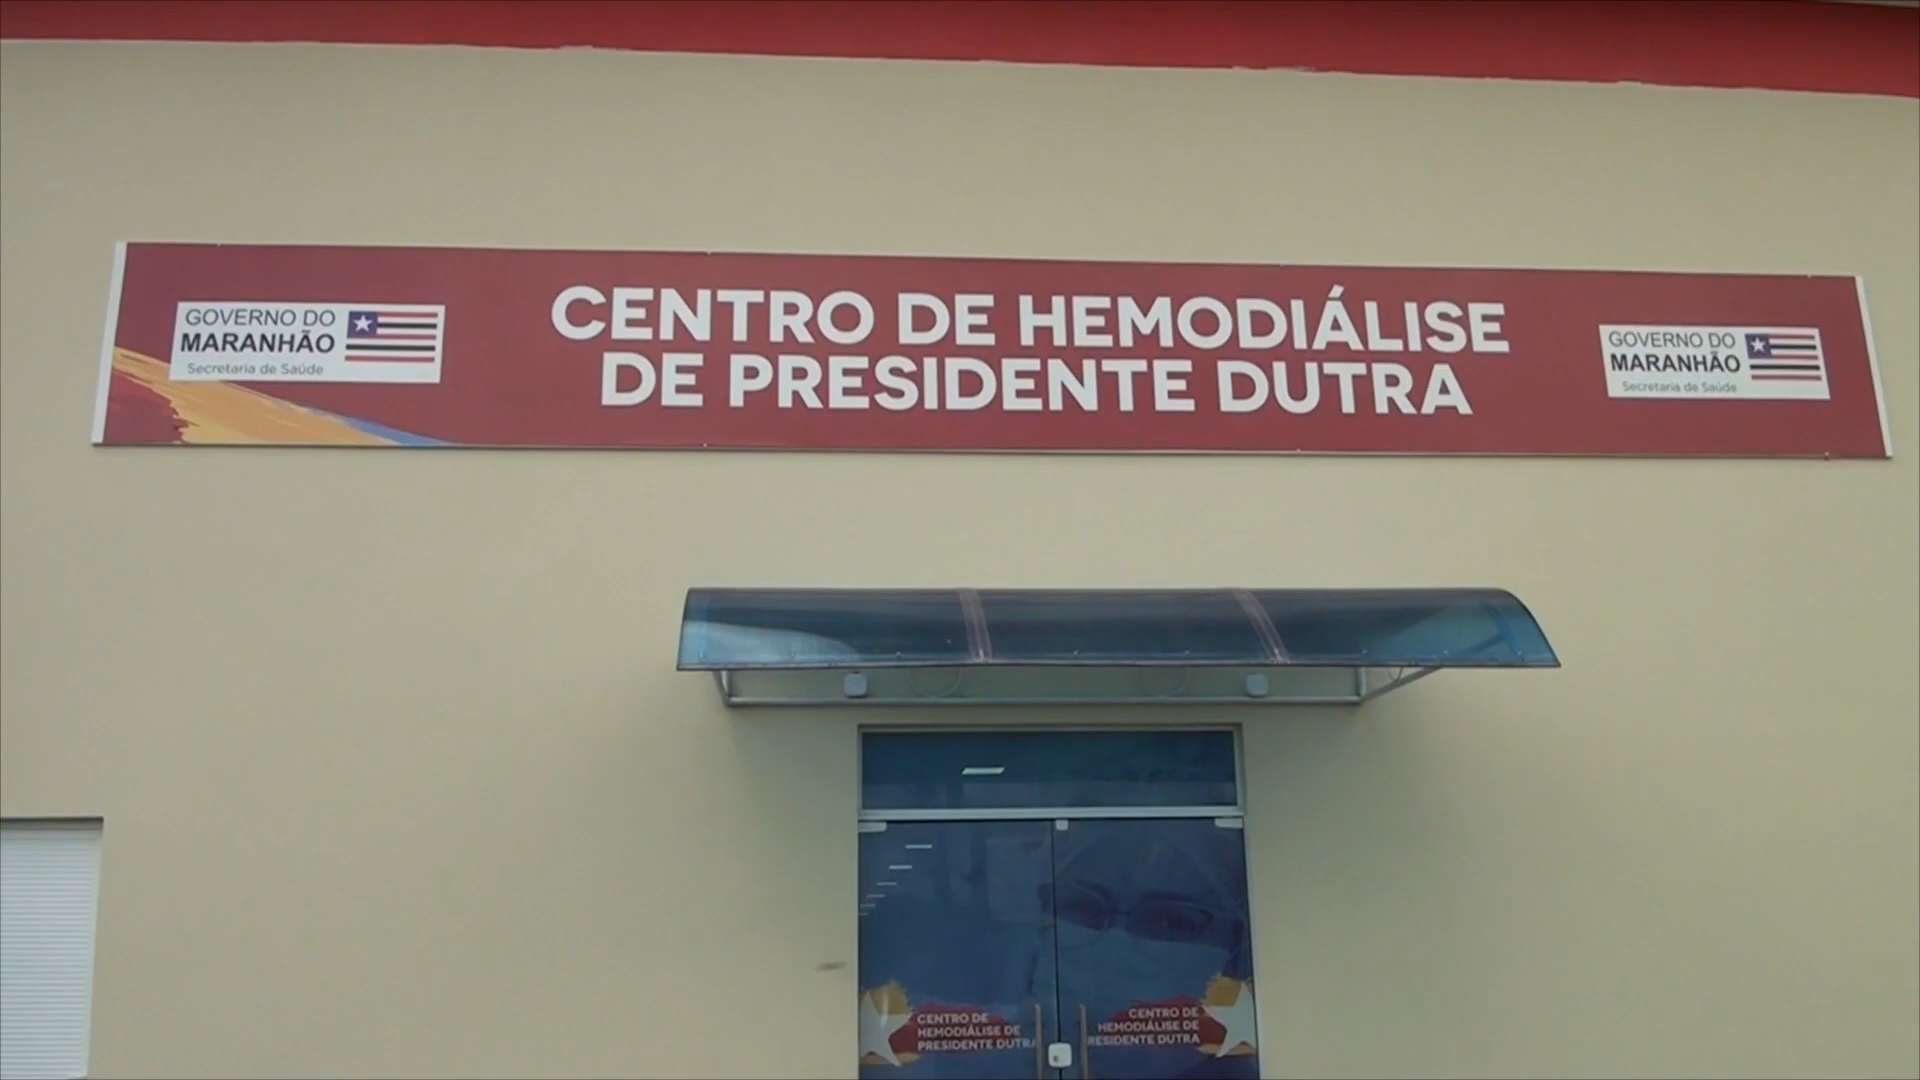 GOVERNO DO
MARANHÃO
Secretaria de Saúde
CENTRO DE HEMODIÁLISE
DE PRESIDENTE DUTRA
GOVERNO DO
MARANHÃO
Secretaria de Saúde
CENTRO DE
HEMODIÁLISE DE
PRESIDENTE DUTRA
CENTRO DE
HEMODIÁLISE DE
RESIDENTE DUTRA